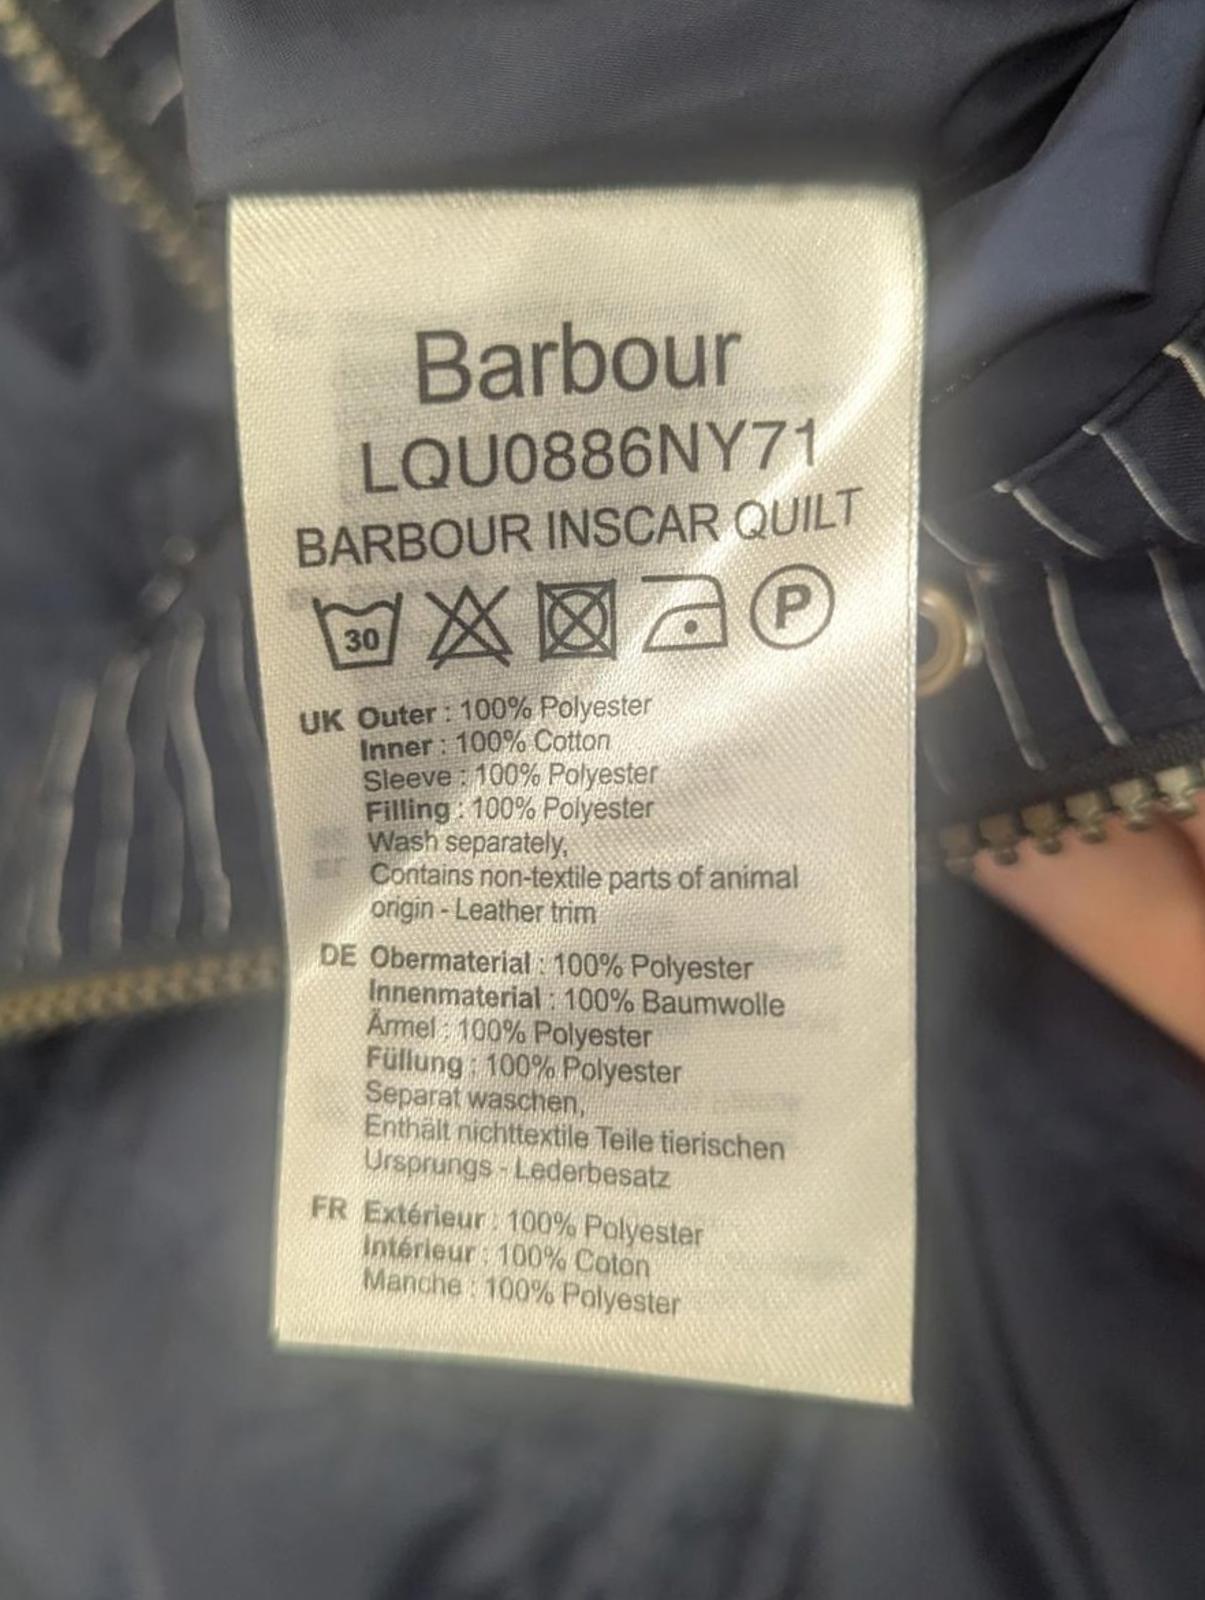 Barbour
LQU0886NY71
BARBOUR INSCAR QUILT
30 P
UK Outer : 100% Polyester
Inner : 100% Cotton
Sleeve : 100% Polyester
Filling : 100% Polyester
Wash separately,
Contains non-textile parts of animal
origin - Leather trim
DE Obermaterial : 100% Polyester
Innenmaterial : 100% Baumwolle
Ärmel : 100% Polyester
Füllung : 100% Polyester
Separat waschen,
Enthält nichttextile Teile tierischen
Ursprungs - Lederbesatz
FR Extérieur : 100% Polyester
Intérieur : 100% Coton
Manche : 100% Polyester